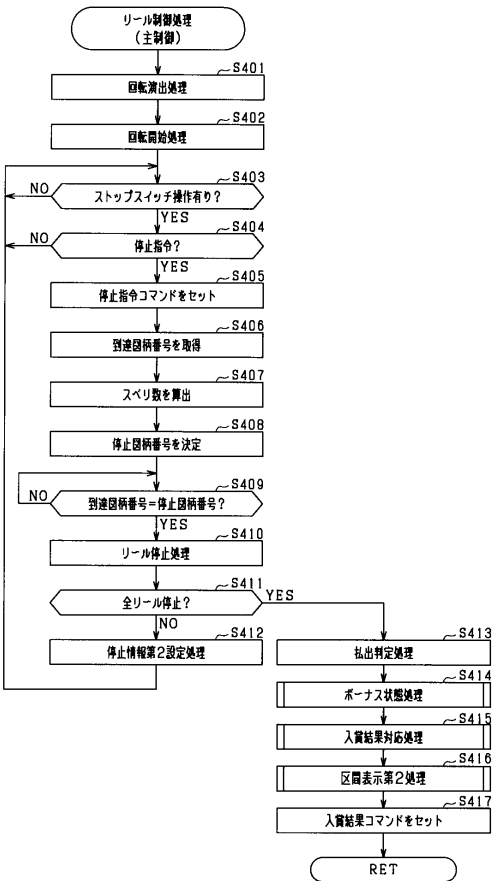 リール制御処理
(主制御)
S401
回転演出処理
S402
回転開始処理
S403
NO
ストップスイッチ操作有り?
YES
S404
NO
停止指令?
YES
S405
停止指令コマンドをセット
S406
到達図柄番号を取得
S407
スベリ数を算出
S408
停止図柄番号を決定
S409
NO
到達図柄番号=停止図柄番号?
YES
S410
リール停止処理
S411
全リール停止?
YES
NO
S412
停止情報第2設定処理
S413
払出判定処理
S414
ボーナス状態処理
S415
入賞結果対応処理
S416
区間表示第2処理
S417
入賞結果コマンドをセット
RET